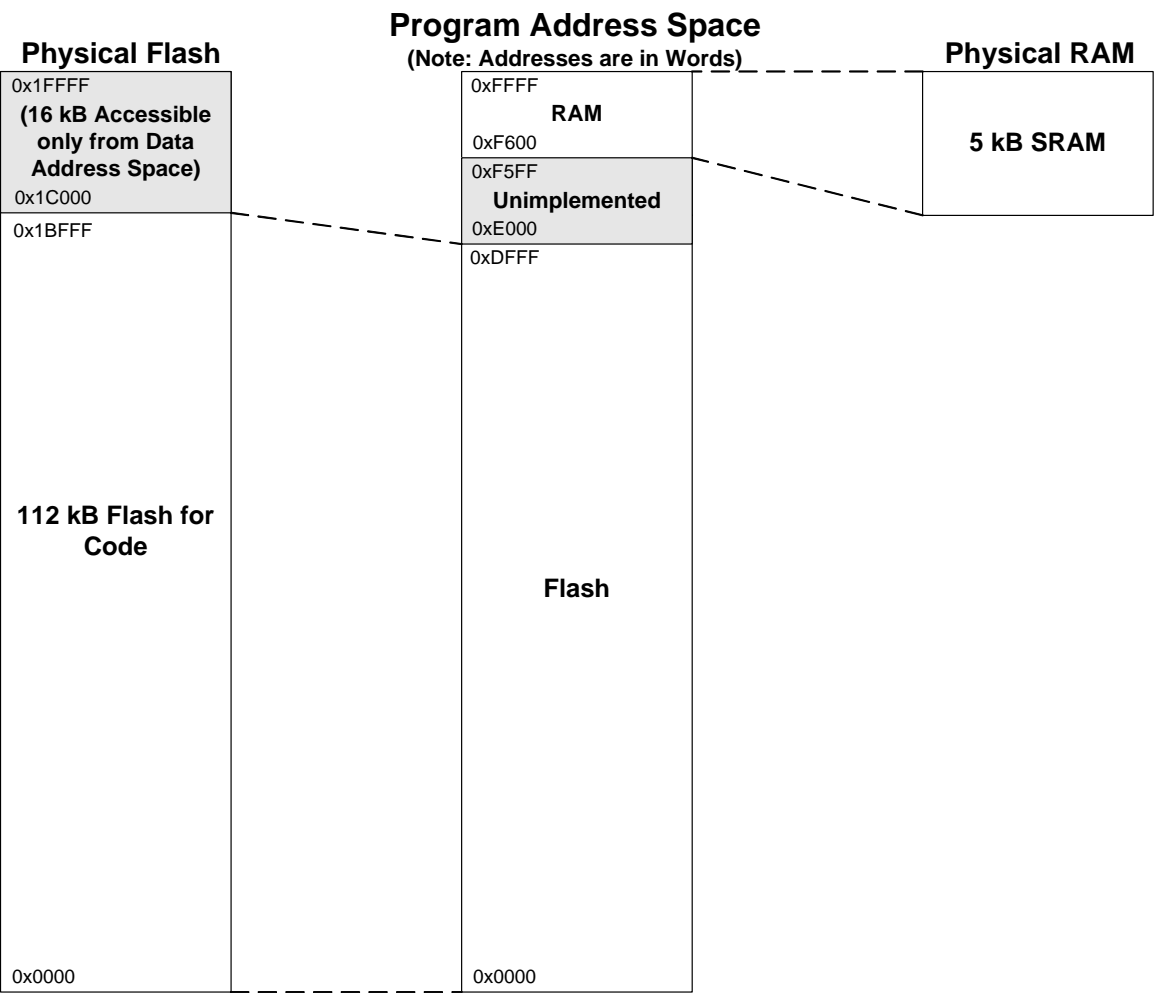 Program Address Space
(Note: Addresses are in Words)
Physical Flash
0x1FFFF
(16 kB Accessible
only from Data
Address Space)
0x1C000
0x1BFFF
112 kB Flash for
Code
0x0000
0xFFFF
RAM
0xF600
0xF5FF
Unimplemented
0xE000
0xDFFF
Flash
0x0000
Physical RAM
5 kB SRAM